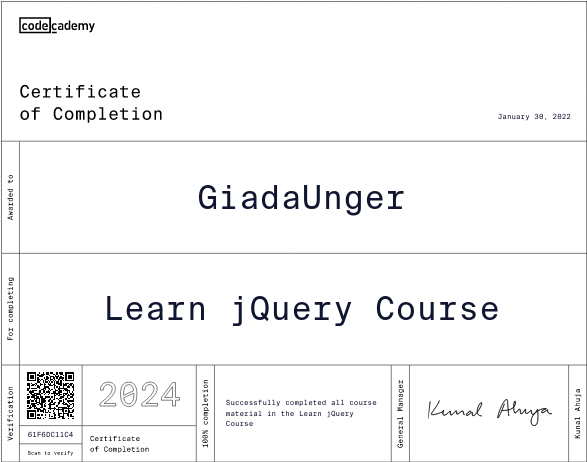 codecademy
Certificate
of Completion
January 30, 2022
Awarded to
GiadaUnger
For completing
Learn jQuery Course
Verification
61F6DC11C4
Scan to verify
2024
Certificate
of Completion
100% completion
Successfully completed all course
material in the Learn jQuery
Course
General Manager
Kunal Ahuja
Kunal Ahuja